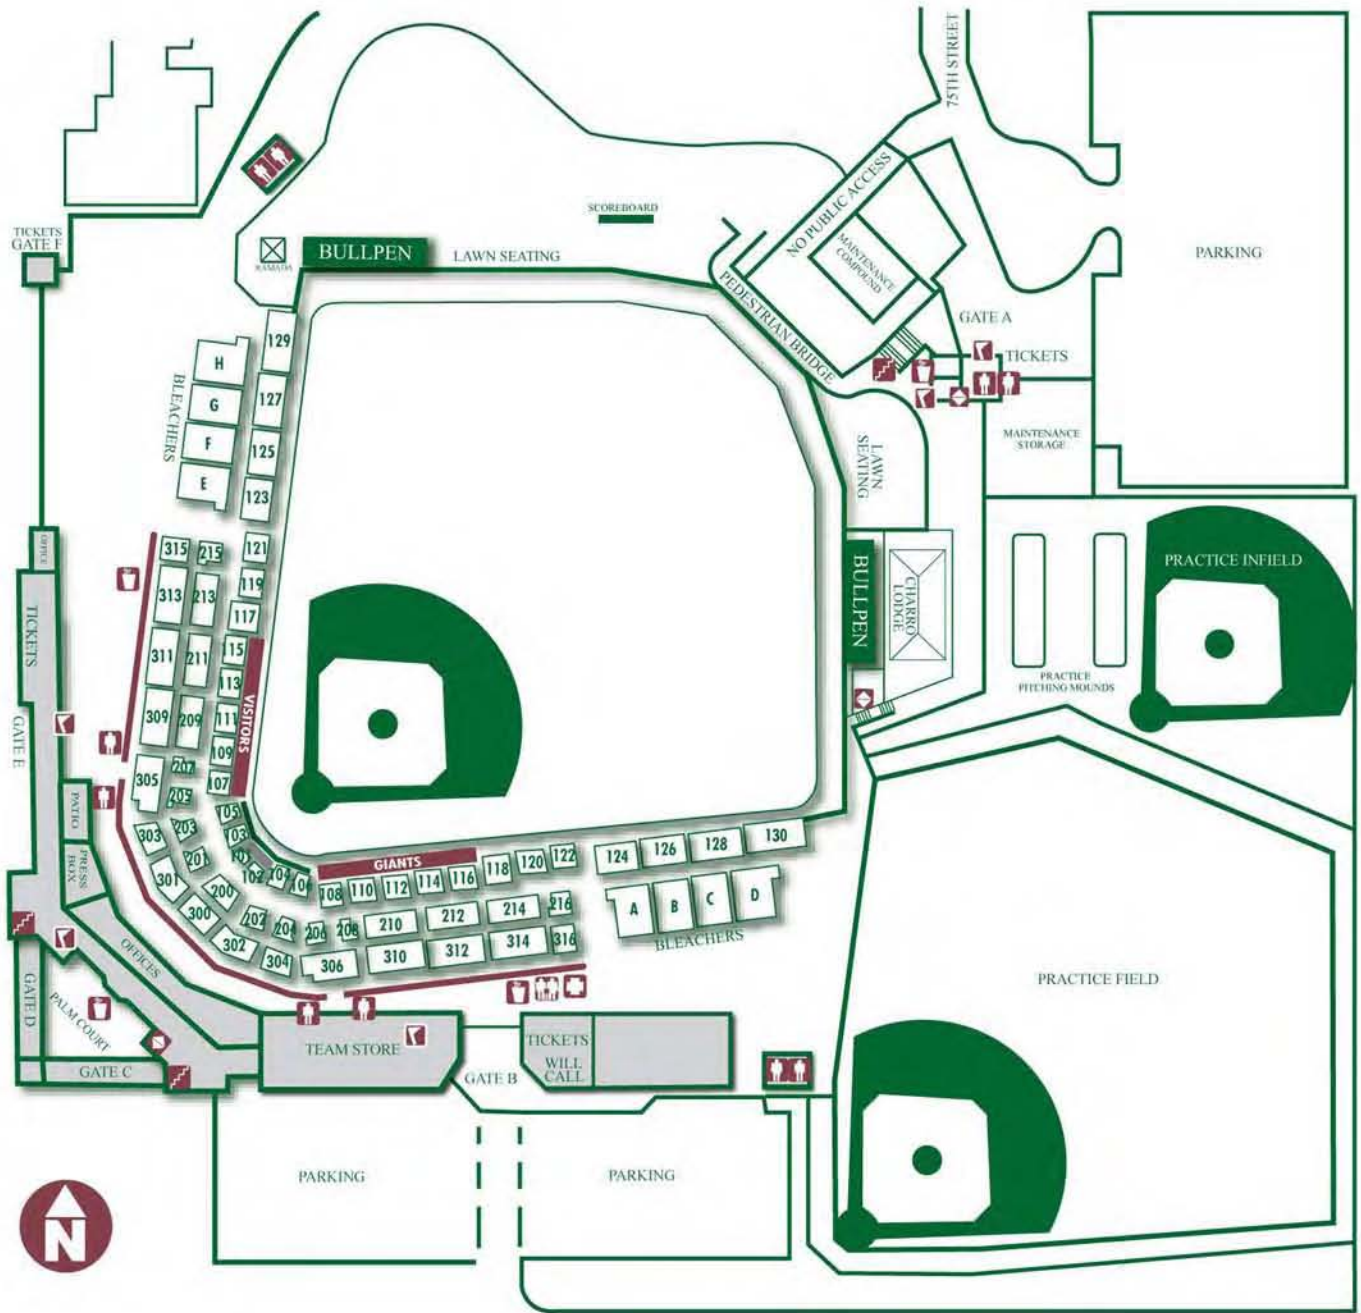 75TH STREET
NO PUBLIC ACCESS
SCOREBOARD
TICKETS
GATE F
RAMADA
BULLPEN
LAWN SEATING
MAINTENANCE
COMPOUND
PARKING
PEDESTRIAN BRIDGE
GATE A
TICKETS
129
H
127
G
BLEACHERS
F
125
E
123
LAWN
SEATING
MAINTENANCE
STORAGE
OFFICE
315
215
121
BULLPEN
CHARRO
LODGE
PRACTICE INFIELD
313
213
119
117
TICKETS
311
211
115
113
VISITORS
PRACTICE
PITCHING MOUNDS
309
209
111
109
GATE E
305
207
107
205
PATIO
105
303
203
103
PRESS
BOX
201
101
102
104
106
301
200
GIANTS
108
110
112
114
116
118
120
122
124
126
128
130
300
202
204
206
208
210
212
214
216
A
B
C
D
BLEACHERS
302
304
306
310
312
314
316
OFFICES
GATE D
PALM COURT
PRACTICE FIELD
GATE C
TEAM STORE
GATE B
TICKETS
WILL
CALL
PARKING
PARKING
N